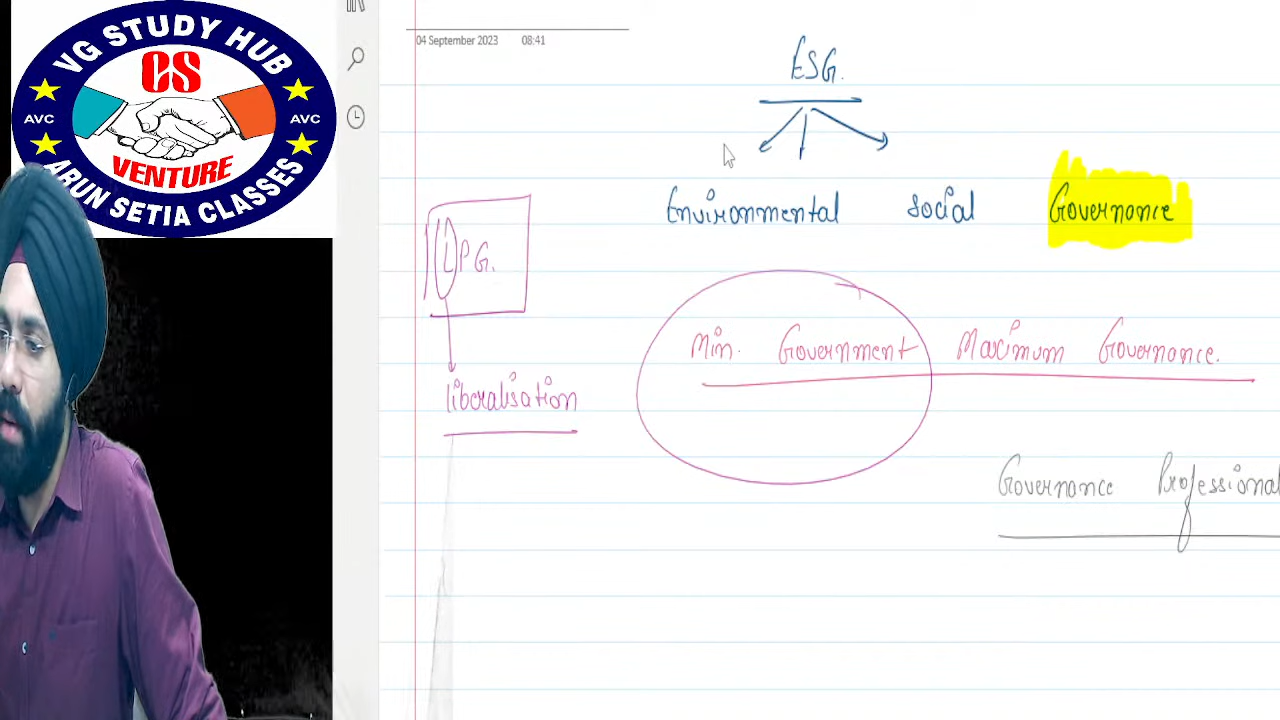 VG STUDY HUB
CS
AVC
AVC
VENTURE
ARUN SETIA CLASSES
04 September 2023 08:41
ESG.
Environmental Social Governance
LPG.
Min. Government Maximum Governance.
liberalisation
Governance Professional